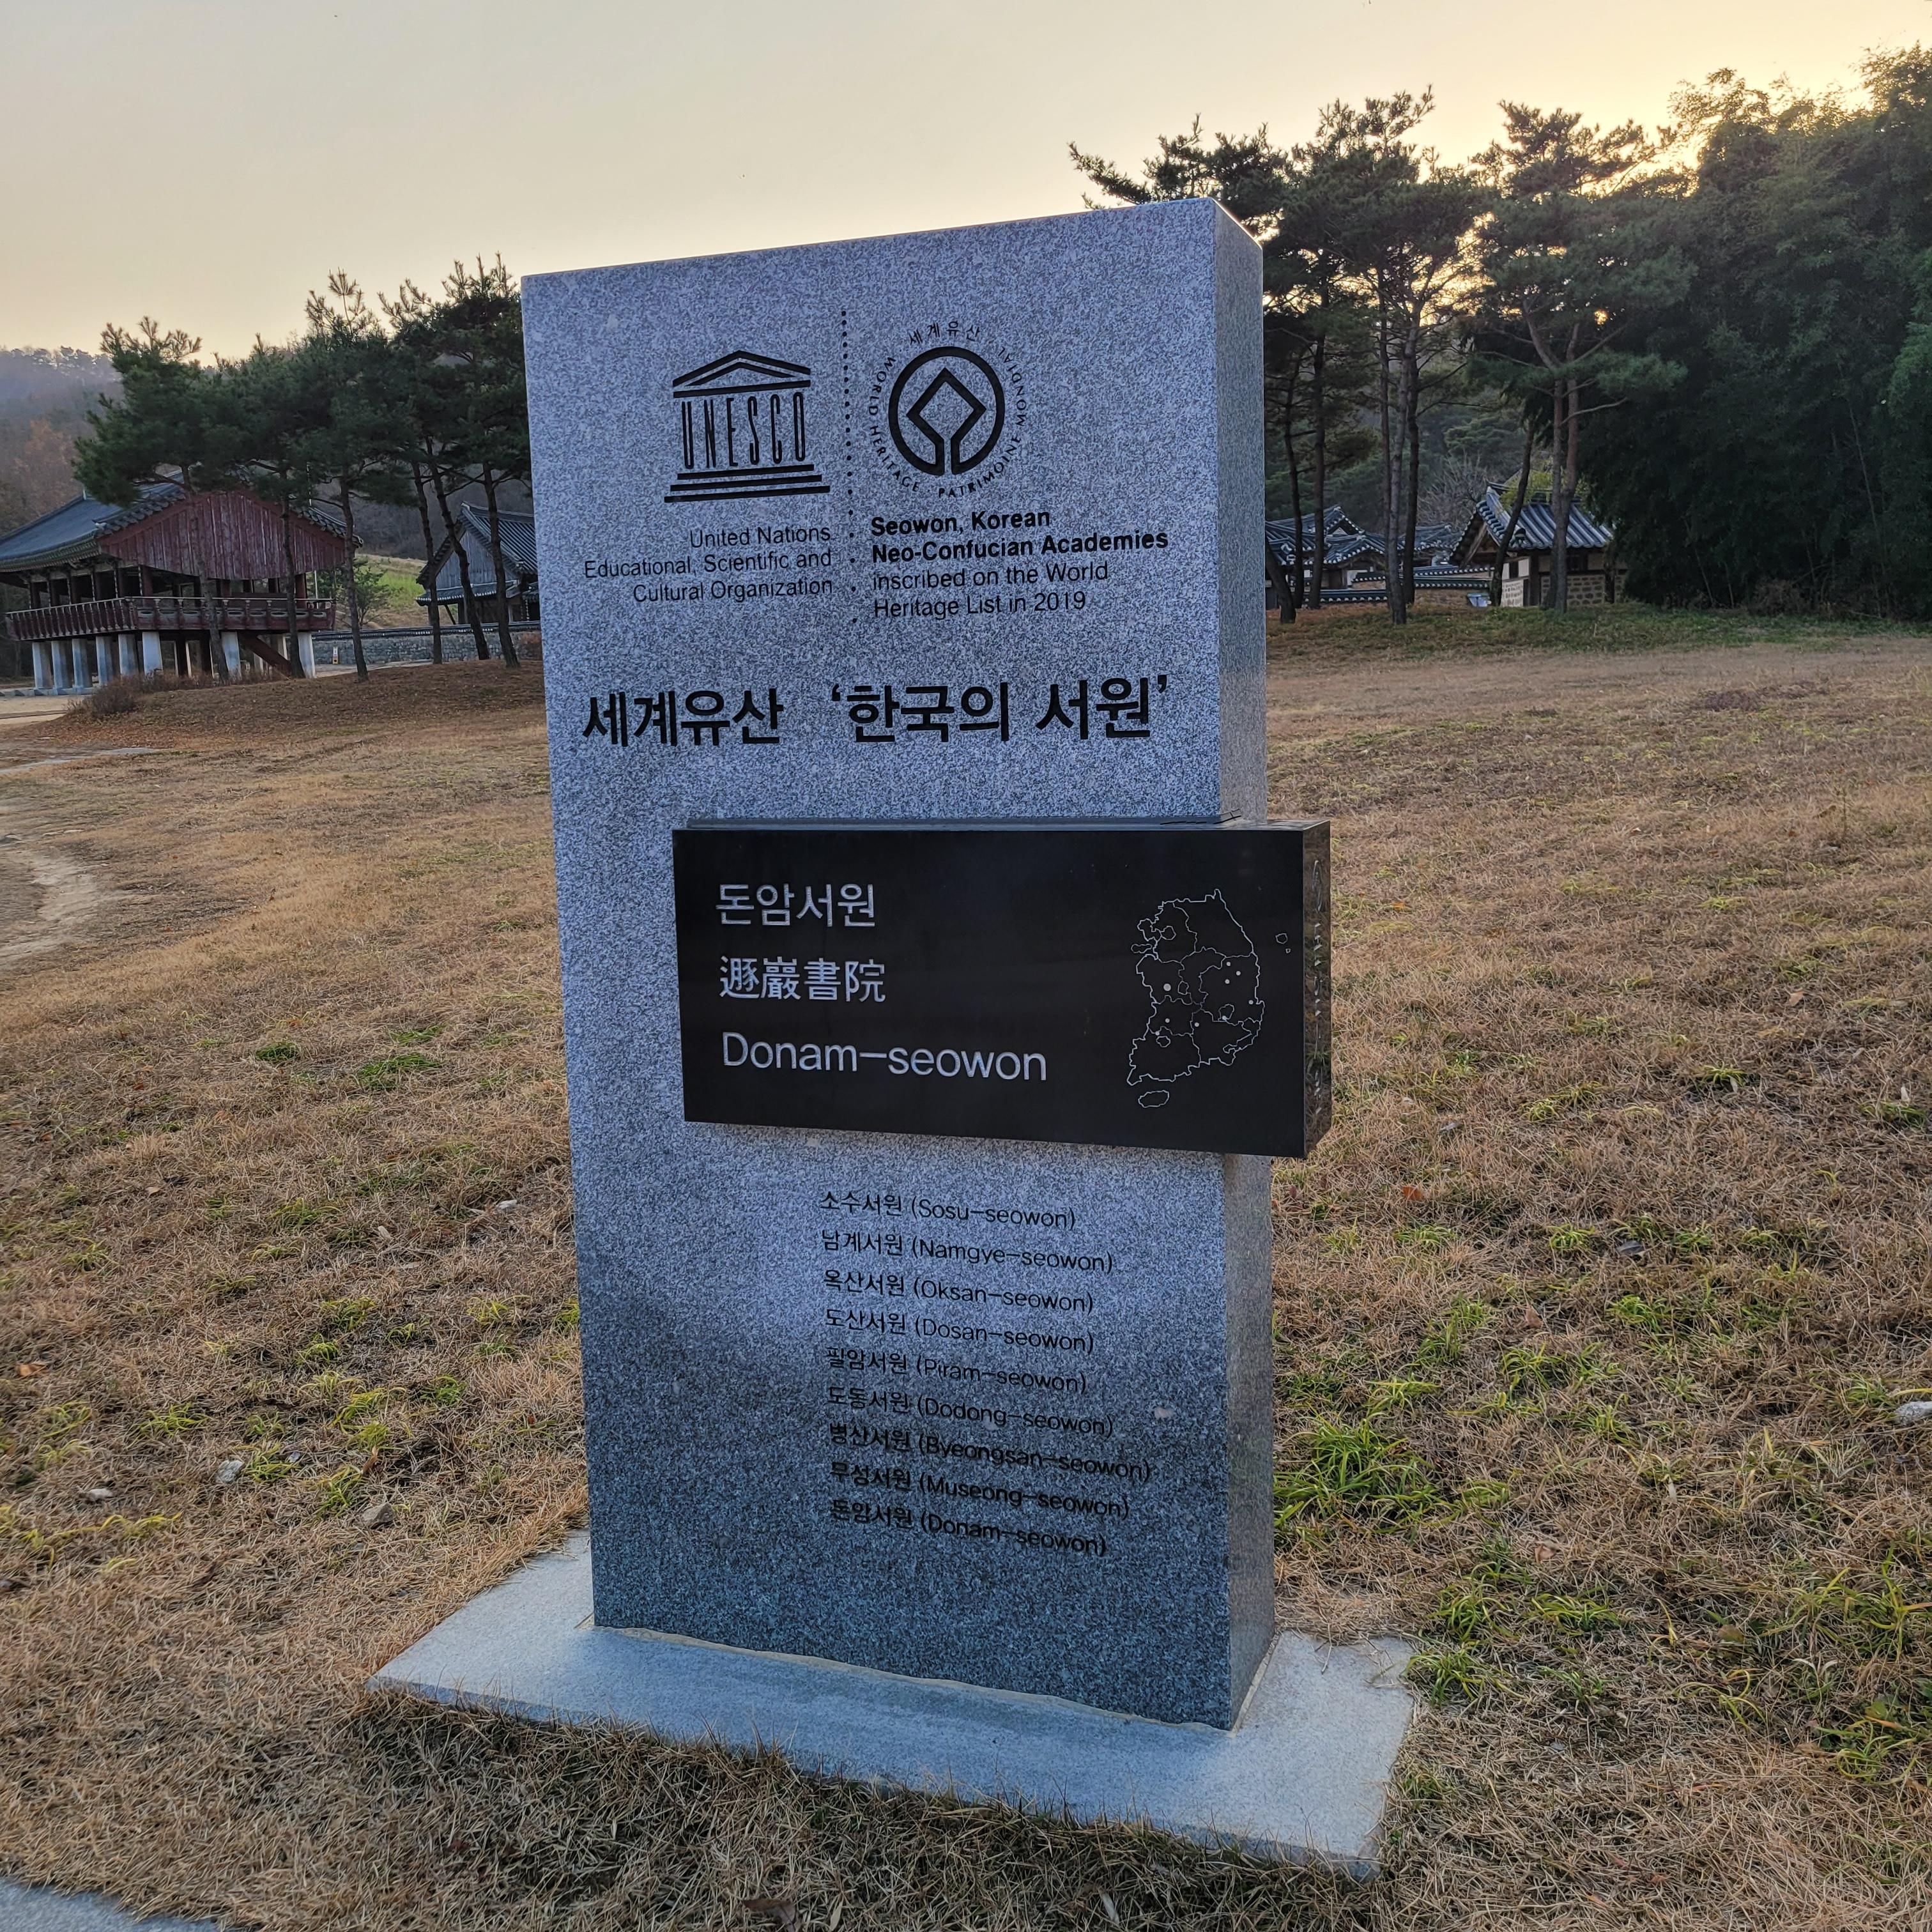 UNESCO
United Nations
Educational, Scientific and
Cultural Organization
세계유산
WORLD HERITAGE · PATRIMOINE MONDIAL
Seowon, Korean
Neo-Confucian Academies
inscribed on the World
Heritage List in 2019
세계유산 ‘한국의 서원’
돈암서원
遯巖書院
Donam-seowon
소수서원 (Sosu-seowon)
남계서원 (Namgye-seowon)
옥산서원 (Oksan-seowon)
도산서원 (Dosan-seowon)
필암서원 (Piram-seowon)
도동서원 (Dodong-seowon)
병산서원 (Byeongsan-seowon)
무성서원 (Museong-seowon)
돈암서원 (Donam-seowon)